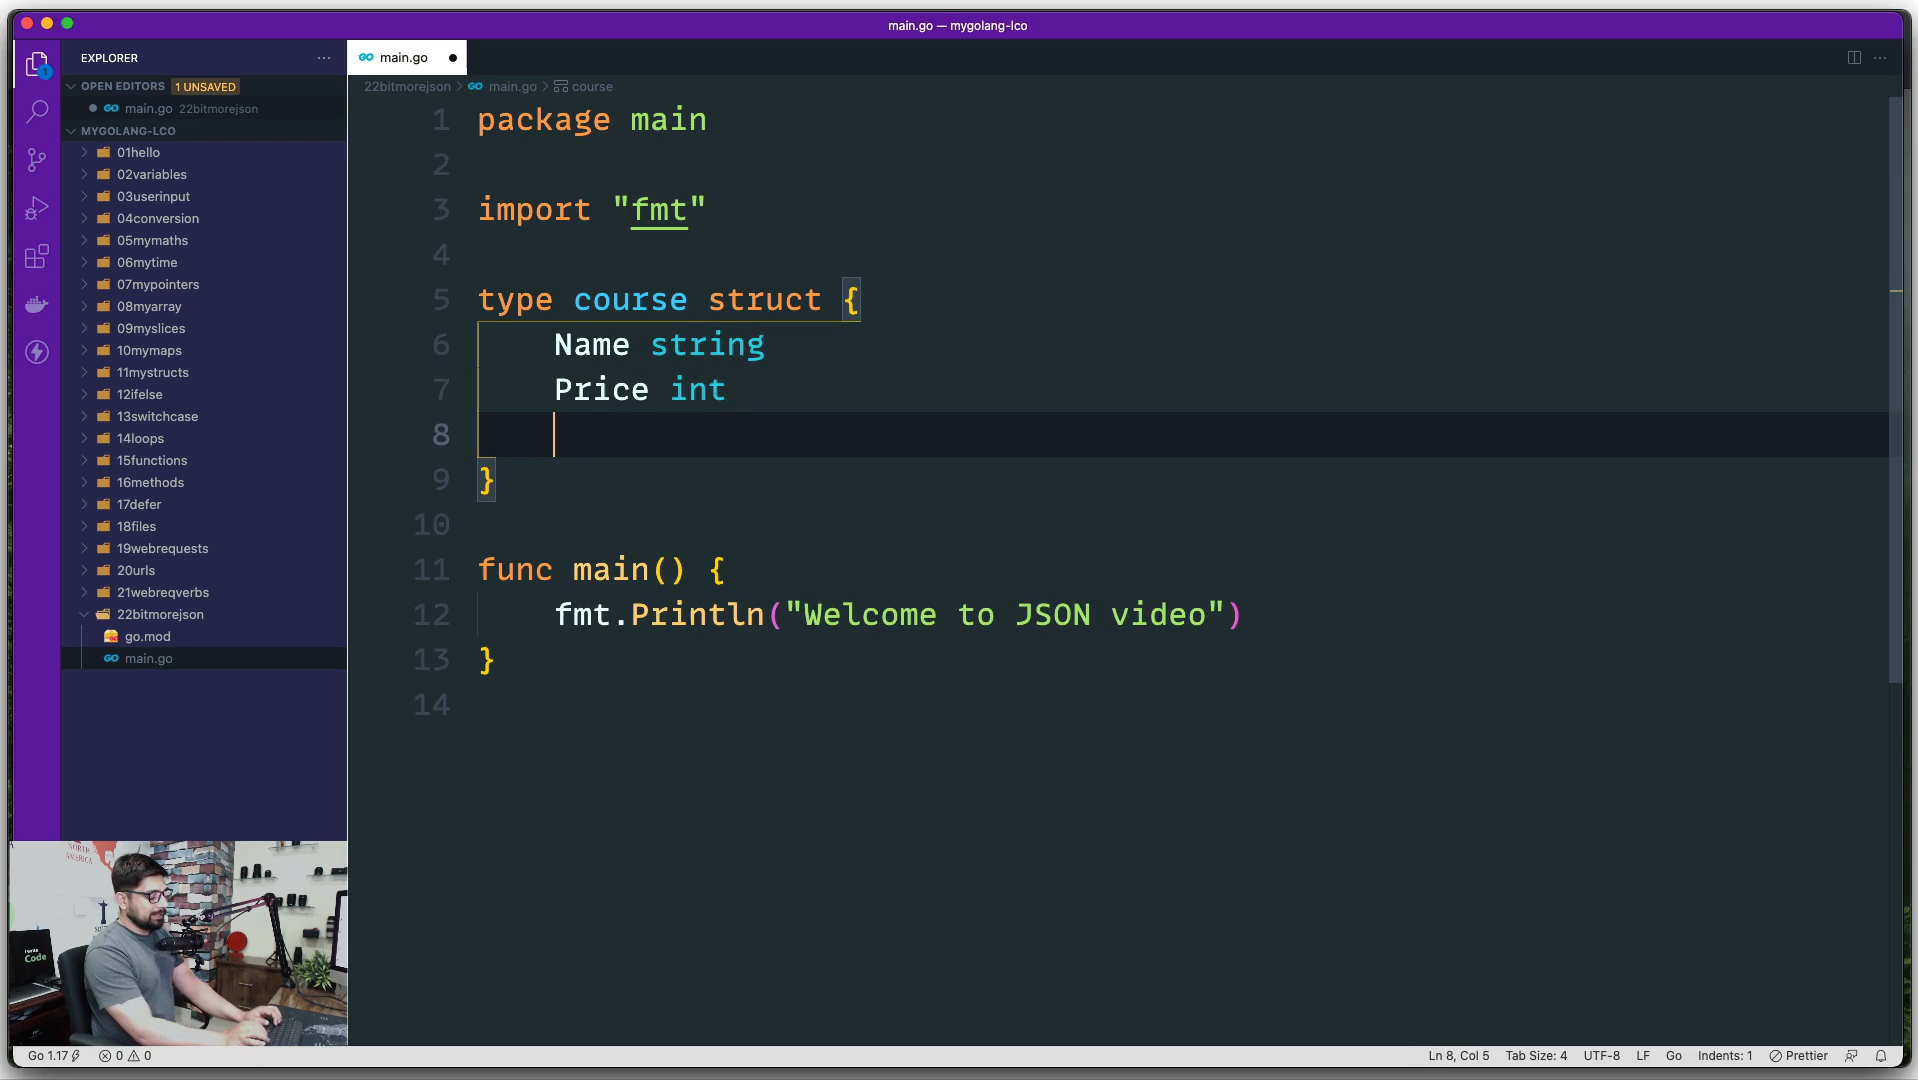 main.go — mygolang-lco
EXPLORER
main.go
OPEN EDITORS 1 UNSAVED
main.go 22bitmorejson
MYGOLANG-LCO
01hello
02variables
03userinput
04conversion
05mymaths
06mytime
07mypointers
08myarray
09myslices
10mymaps
11mystructs
12ifelse
13switchcase
14loops
15functions
16methods
17defer
18files
19webrequests
20urls
21webreqverbs
22bitmorejson
go.mod
main.go
22bitmorejson > main.go > course
1 package main
2
3 import "fmt"
4
5 type course struct {
6 Name string
7 Price int
8
9 }
10
11 func main() {
12 fmt.Println("Welcome to JSON video")
13 }
14
NORTH
AMERICA
I write
Code
Go 1.17 0 0
Ln 8, Col 5 Tab Size: 4 UTF-8 LF Go Indents: 1 Prettier